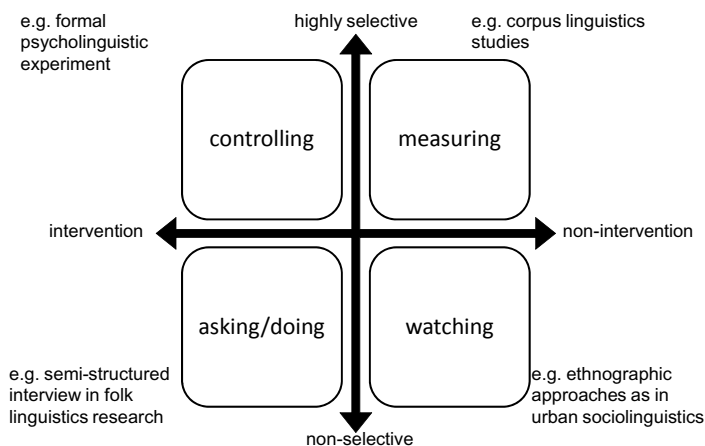 e.g. formal
psycholinguistic
experiment
highly selective
e.g. corpus linguistics
studies
controlling
measuring
intervention
non-intervention
asking/doing
watching
e.g. semi-structured
interview in folk
linguistics research
e.g. ethnographic
approaches as in
urban sociolinguistics
non-selective